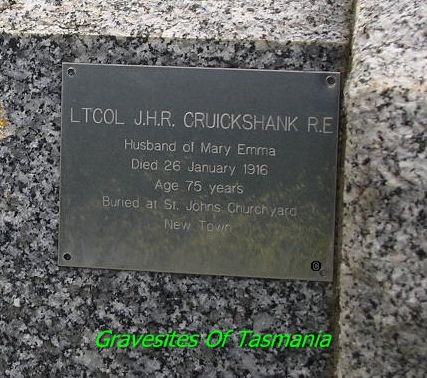 LTCOL J.H.R. CRUICKSHANK R.E
Husband of Mary Emma
Died 26 January 1916
Age 75 years
Buried at St. Johns Churchyard
New Town
Gravesites Of Tasmania